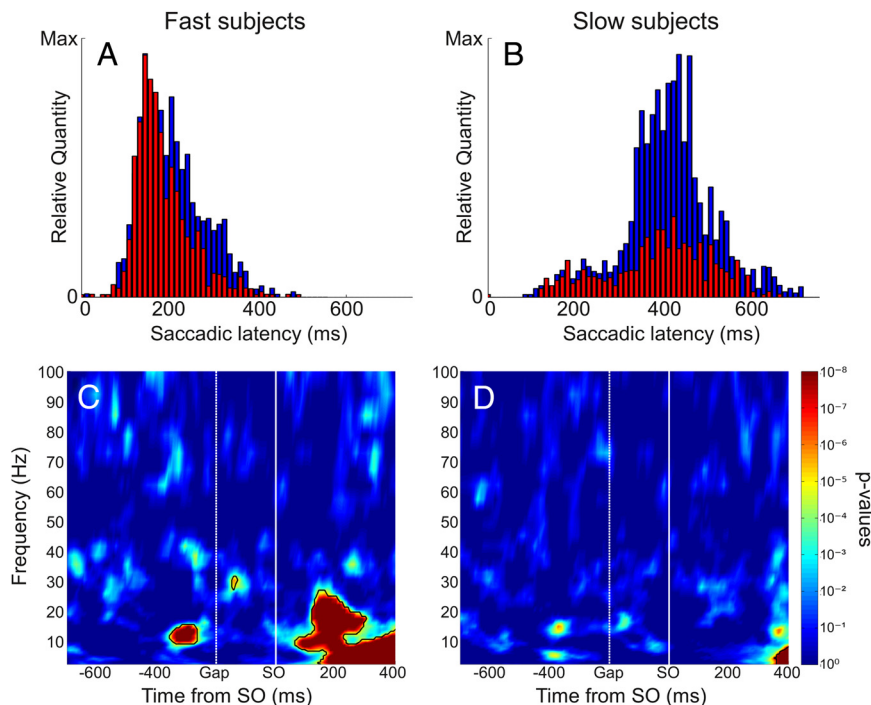 Fast subjects
Slow subjects
Max
A
Relative Quantity
0
0 200 400 600
Saccadic latency (ms)
Max
B
Relative Quantity
0
0 200 400 600
Saccadic latency (ms)
C
100
90
80
70
60
50
40
30
20
10
Frequency (Hz)
-600 -400 Gap SO 200 400
Time from SO (ms)
D
100
90
80
70
60
50
40
30
20
10
-600 -400 Gap SO 200 400
Time from SO (ms)
10⁻⁸
10⁻⁷
10⁻⁶
10⁻⁵
10⁻⁴
10⁻³
10⁻²
10⁻¹
10⁰
p-values